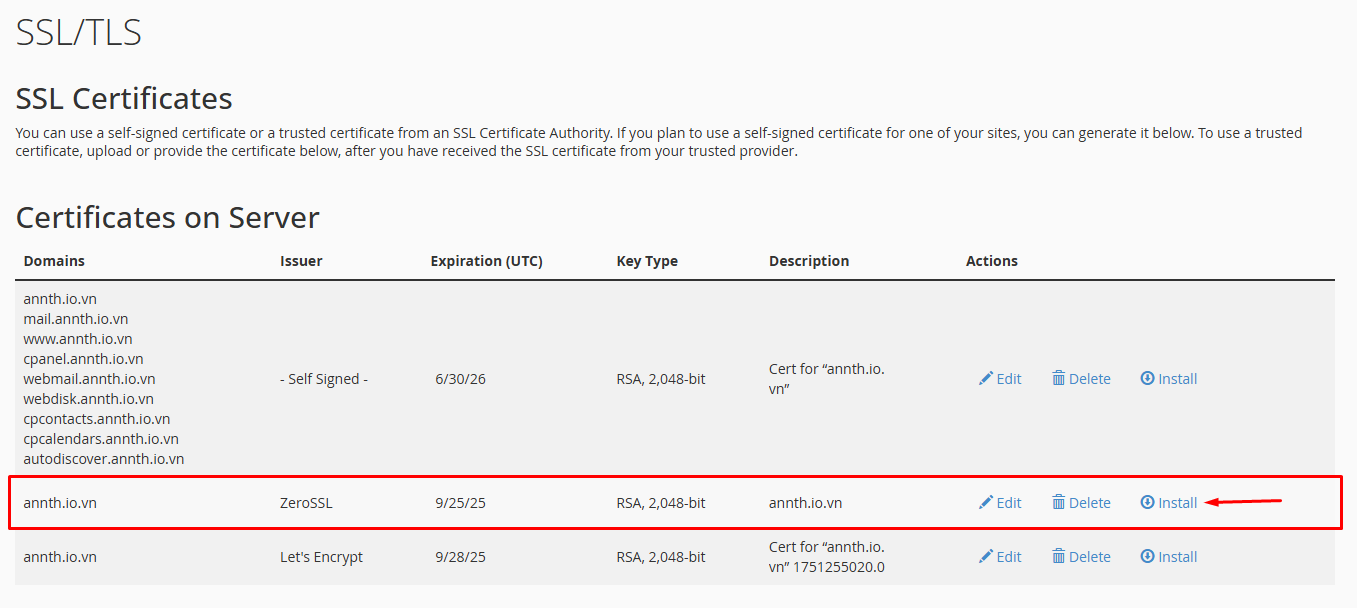 SSL/TLS
SSL Certificates
You can use a self-signed certificate or a trusted certificate from an SSL Certificate Authority. If you plan to use a self-signed certificate for one of your sites, you can generate it below. To use a trusted
certificate, upload or provide the certificate below, after you have received the SSL certificate from your trusted provider.
Certificates on Server
Domains Issuer Expiration (UTC) Key Type Description Actions
annth.io.vn
mail.annth.io.vn
www.annth.io.vn
cpanel.annth.io.vn
webmail.annth.io.vn
webdisk.annth.io.vn
cpcontacts.annth.io.vn
cpcalendars.annth.io.vn
autodiscover.annth.io.vn
- Self Signed - 6/30/26 RSA, 2,048-bit
Cert for “annth.io.
vn”
Edit Delete Install
annth.io.vn ZeroSSL 9/25/25 RSA, 2,048-bit annth.io.vn Edit Delete Install
annth.io.vn Let's Encrypt 9/28/25 RSA, 2,048-bit
Cert for “annth.io.
vn” 1751255020.0
Edit Delete Install